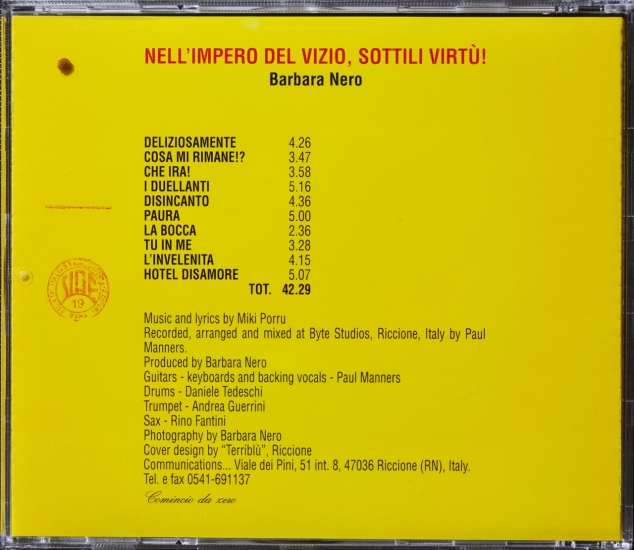 NELL'IMPERO DEL VIZIO, SOTTILI VIRTÙ!
Barbara Nero
DELIZIOSAMENTE 4.26
COSA MI RIMANE!? 3.47
CHE IRA! 3.58
I DUELLANTI 5.16
DISINCANTO 4.36
PAURA 5.00
LA BOCCA 2.36
TU IN ME 3.28
L'INVELENITA 4.15
HOTEL DISAMORE 5.07
TOT. 42.29
SIAE
19
Music and lyrics by Miki Porru
Recorded, arranged and mixed at Byte Studios, Riccione, Italy by Paul
Manners.
Produced by Barbara Nero
Guitars - keyboards and backing vocals - Paul Manners
Drums - Daniele Tedeschi
Trumpet - Andrea Guerrini
Sax - Rino Fantini
Photography by Barbara Nero
Cover design by "Terriblù", Riccione
Communications... Viale dei Pini, 51 int. 8, 47036 Riccione (RN), Italy.
Tel. e fax 0541-691137
Comincio da zero